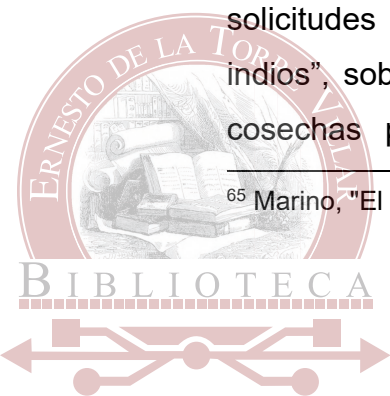 solicitudes
indios”, sob
cosechas p
65 Marino, "El
ERNESTO DE LA TORRE VILLAR
BIBLIOTECA